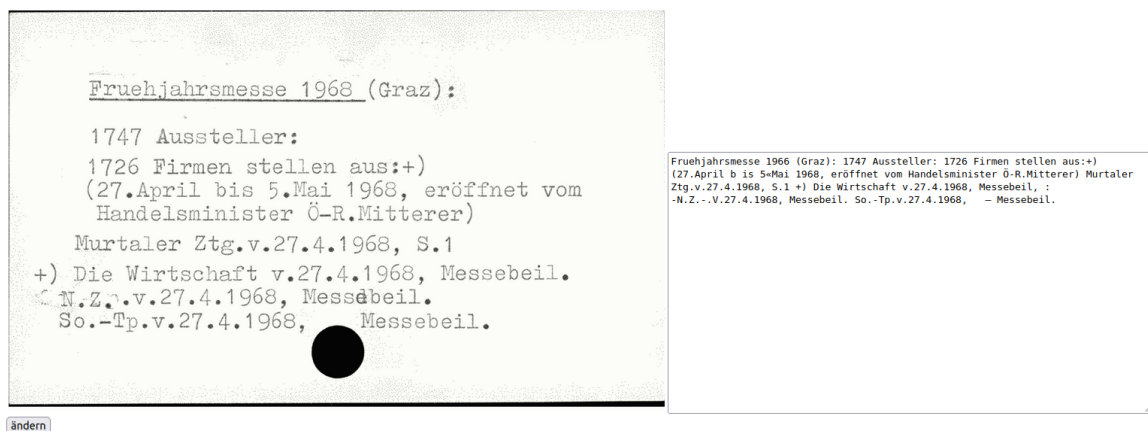 Fruehjahrsmesse 1968 (Graz):
1747 Aussteller:
1726 Firmen stellen aus:+)
(27.April bis 5.Mai 1968, eröffnet vom
Handelsminister Ö-R.Mitterer)
Murtaler Ztg.v.27.4.1968, S.1
+) Die Wirtschaft v.27.4.1968, Messebeil.
N.Z..v.27.4.1968, Messebeil.
So.-Tp.v.27.4.1968, Messebeil.
Fruehjahrsmesse 1966 (Graz): 1747 Aussteller: 1726 Firmen stellen aus:+)
(27.April b is 5«Mai 1968, eröffnet vom Handelsminister Ö-R.Mitterer) Murtaler
Ztg.v.27.4.1968, S.1 +) Die Wirtschaft v.27.4.1968, Messebeil, :
-N.Z.-.V.27.4.1968, Messebeil. So.-Tp.v.27.4.1968, — Messebeil.
ändern